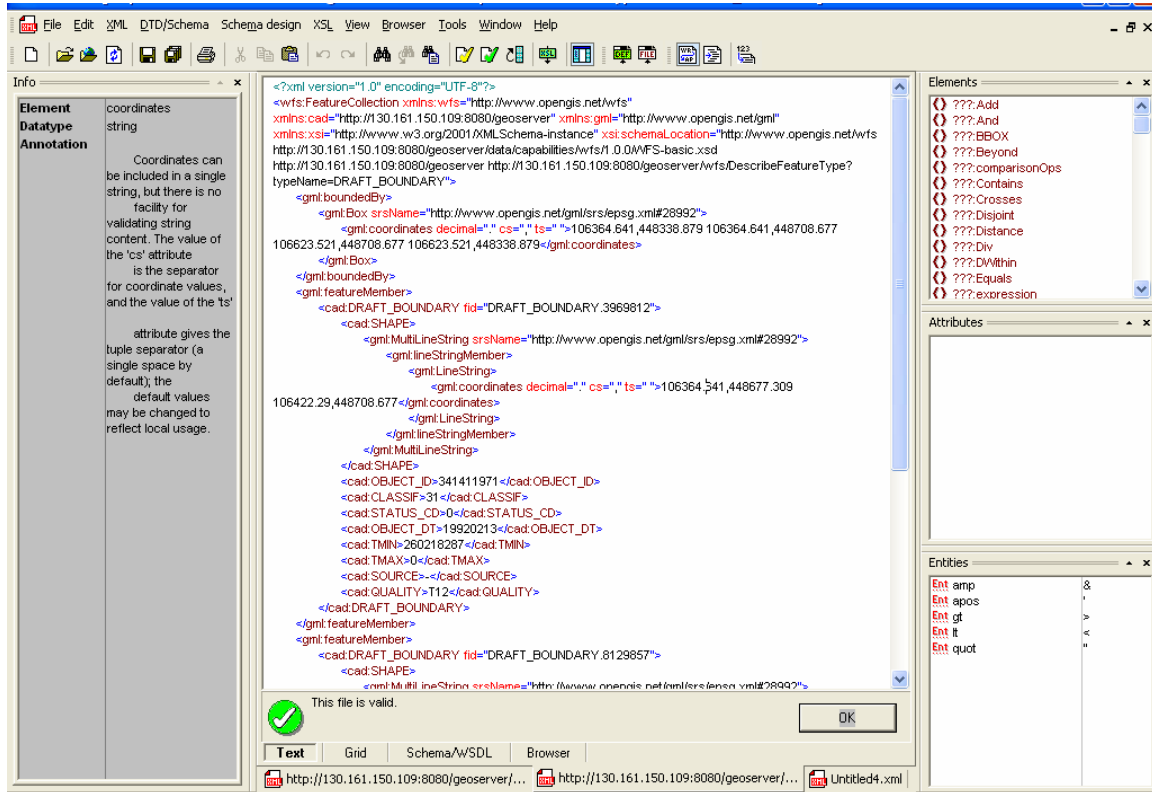 File Edit XML DTD/Schema Schema design XSL View Browser Tools Window Help
Info
Element coordinates
Datatype string
Annotation
Coordinates can
be included in a single
string, but there is no
facility for
validating string
content. The value of
the 'cs' attribute
is the separator
for coordinate values,
and the value of the 'ts'
attribute gives the
tuple separator (a
single space by
default); the
default values
may be changed to
reflect local usage.
<?xml version="1.0" encoding="UTF-8"?>
<wfs:FeatureCollection xmlns:wfs="http://www.opengis.net/wfs"
xmlns:cad="http://130.161.150.109:8080/geoserver" xmlns:gml="http://www.opengis.net/gml"
xmlns:xsi="http://www.w3.org/2001/XMLSchema-instance" xsi:schemaLocation="http://www.opengis.net/wfs
http://130.161.150.109:8080/geoserver/data/capabilities/wfs/1.0.0/WFS-basic.xsd
http://130.161.150.109:8080/geoserver http://130.161.150.109:8080/geoserver/wfs/DescribeFeatureType?
typeName=DRAFT_BOUNDARY">
<gml:boundedBy>
<gml:Box srsName="http://www.opengis.net/gml/srs/epsg.xml#28992">
<gml:coordinates decimal="." cs="," ts=" ">106364.641,448338.879 106364.641,448708.677
106623.521,448708.677 106623.521,448338.879</gml:coordinates>
</gml:Box>
</gml:boundedBy>
<gml:featureMember>
<cad:DRAFT_BOUNDARY fid="DRAFT_BOUNDARY.3969812">
<cad:SHAPE>
<gml:MultiLineString srsName="http://www.opengis.net/gml/srs/epsg.xml#28992">
<gml:lineStringMember>
<gml:LineString>
<gml:coordinates decimal="." cs="," ts=" ">106364.641,448677.309
106422.29,448708.677</gml:coordinates>
</gml:LineString>
</gml:lineStringMember>
</gml:MultiLineString>
</cad:SHAPE>
<cad:OBJECT_ID>341411971</cad:OBJECT_ID>
<cad:CLASSIF>31</cad:CLASSIF>
<cad:STATUS_CD>0</cad:STATUS_CD>
<cad:OBJECT_DT>19920213</cad:OBJECT_DT>
<cad:TMIN>260218287</cad:TMIN>
<cad:TMAX>0</cad:TMAX>
<cad:SOURCE>-</cad:SOURCE>
<cad:QUALITY>T12</cad:QUALITY>
</cad:DRAFT_BOUNDARY>
</gml:featureMember>
<gml:featureMember>
<cad:DRAFT_BOUNDARY fid="DRAFT_BOUNDARY.8129857">
<cad:SHAPE>
<gml:MultiLineString srsName="http://www.opengis.net/gml/srs/epsg.xml#28992">
This file is valid.
OK
Text Grid Schema/WSDL Browser
http://130.161.150.109:8080/geoserver/... http://130.161.150.109:8080/geoserver/... Untitled4.xml
Elements
???:Add
???:And
???:BBOX
???:Beyond
???:comparisonOps
???:Contains
???:Crosses
???:Disjoint
???:Distance
???:Div
???:DWithin
???:Equals
???:expression
Attributes
Entities
Ent amp &
Ent apos '
Ent gt >
Ent lt <
Ent quot "